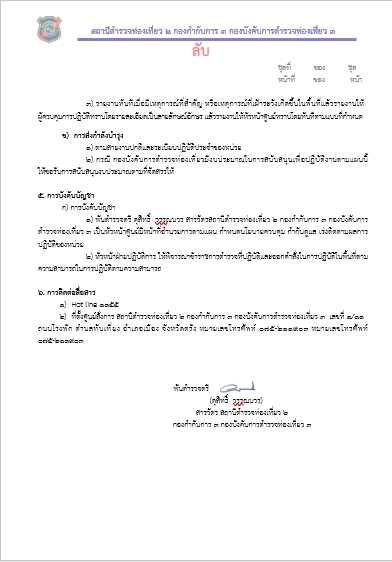 สถานีตำรวจท่องเที่ยว ๒ กองกำกับการ ๓ กองบังคับการตำรวจท่องเที่ยว ๓
ลับ
ชุดที่ ของ ชุด
หน้าที่ ของ หน้า
๓) รายงานทันทีเมื่อมีเหตุการณ์ที่สำคัญ หรือเหตุการณ์ที่เฝ้าระวังเกิดขึ้นในพื้นที่แล้วรายงานให้
ผู้ควบคุมการปฏิบัติทราบโดยรายละเอียดเป็นลายลักษณ์อักษร แล้วรายงานให้หัวหน้าศูนย์ทราบโดยทันทีตามแบบที่กำหนด
ข) การส่งกำลังบำรุง
๑) ตามสายงานปกติและระเบียบปฏิบัติประจำของหน่วย
๒) กรณี กองบังคับการตำรวจท่องเที่ยวมีงบประมาณในการสนับสนุนเพื่อปฏิบัติงานตามแผนนี้
ให้ขอรับการสนับสนุนงบประมาณตามที่จัดสรรให้
๕. การบังคับบัญชา
ก) การบังคับบัญชา
๑) พันตำรวจตรี ดุสิทธิ์ วรรณบวร สารวัตรสถานีตำรวจท่องเที่ยว ๒ กองกำกับการ ๓ กองบังคับการ
ตำรวจท่องเที่ยว ๓ เป็นหัวหน้าศูนย์มีหน้าที่อำนวยการตามแผน กำหนดนโยบายควบคุม กำกับดูแล เร่งติดตามผลการ
ปฏิบัติของหน่วย
๒) หัวหน้าฝ่ายปฏิบัติการ ให้พิจารณาข้าราชการตำรวจที่ปฏิบัติและออกคำสั่งในการปฏิบัติในพื้นที่ตาม
ความสามารถในการปฏิบัติตามความสามารถ
๖. การติดต่อสื่อสาร
๑) Hot line ๑๑๕๕
๒) ที่ตั้งศูนย์สั่งการ สถานีตำรวจท่องเที่ยว ๒ กองกำกับการ ๓ กองบังคับการตำรวจท่องเที่ยว ๓ เลขที่ ๑/๑๑
ถนนโรงพัก ตำบลทับเที่ยง อำเภอเมือง จังหวัดตรัง หมายเลขโทรศัพท์ ๐๗๕-๒๑๑๙๐๓ หมายเลขโทรศัพท์
๐๗๕-๒๑๑๙๐๓
พันตำรวจตรี
(ดุสิทธิ์ วรรณบวร)
สารวัตร สถานีตำรวจท่องเที่ยว ๒
กองกำกับการ ๓ กองบังคับการตำรวจท่องเที่ยว ๓